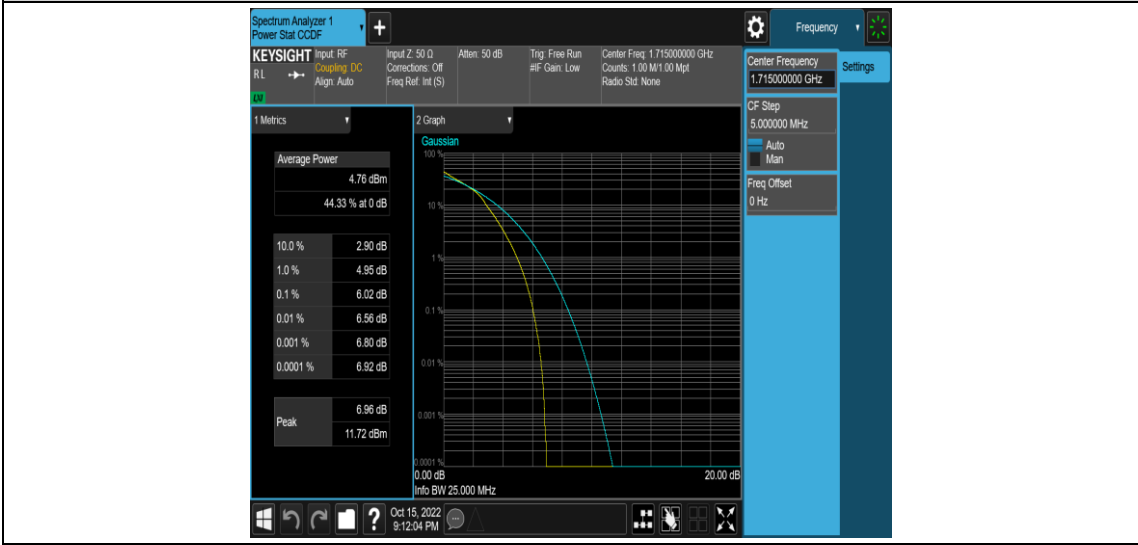 Spectrum Analyzer 1
Power Stat CCDF
+
Frequency
KEYSIGHT
RL
Input: RF
Coupling: DC
Align: Auto
Input Z: 50 Ω
Corrections: Off
Freq Ref: Int (S)
Atten: 50 dB
Trig: Free Run
#IF Gain: Low
Center Freq: 1.715000000 GHz
Counts: 1.00 M/1.00 Mpt
Radio Std: None
Center Frequency
1.715000000 GHz
Settings
CF Step
5.000000 MHz
Auto
Man
Freq Offset
0 Hz
1 Metrics
Average Power
4.76 dBm
44.33 % at 0 dB
10.0 % 2.90 dB
1.0 % 4.95 dB
0.1 % 6.02 dB
0.01 % 6.56 dB
0.001 % 6.80 dB
0.0001 % 6.92 dB
Peak
6.96 dB
11.72 dBm
2 Graph
Gaussian
100 %
10 %
1 %
0.1 %
0.01 %
0.001 %
0.0001 %
0.00 dB 20.00 dB
Info BW 25.000 MHz
?
Oct 15, 2022
9:12:04 PM